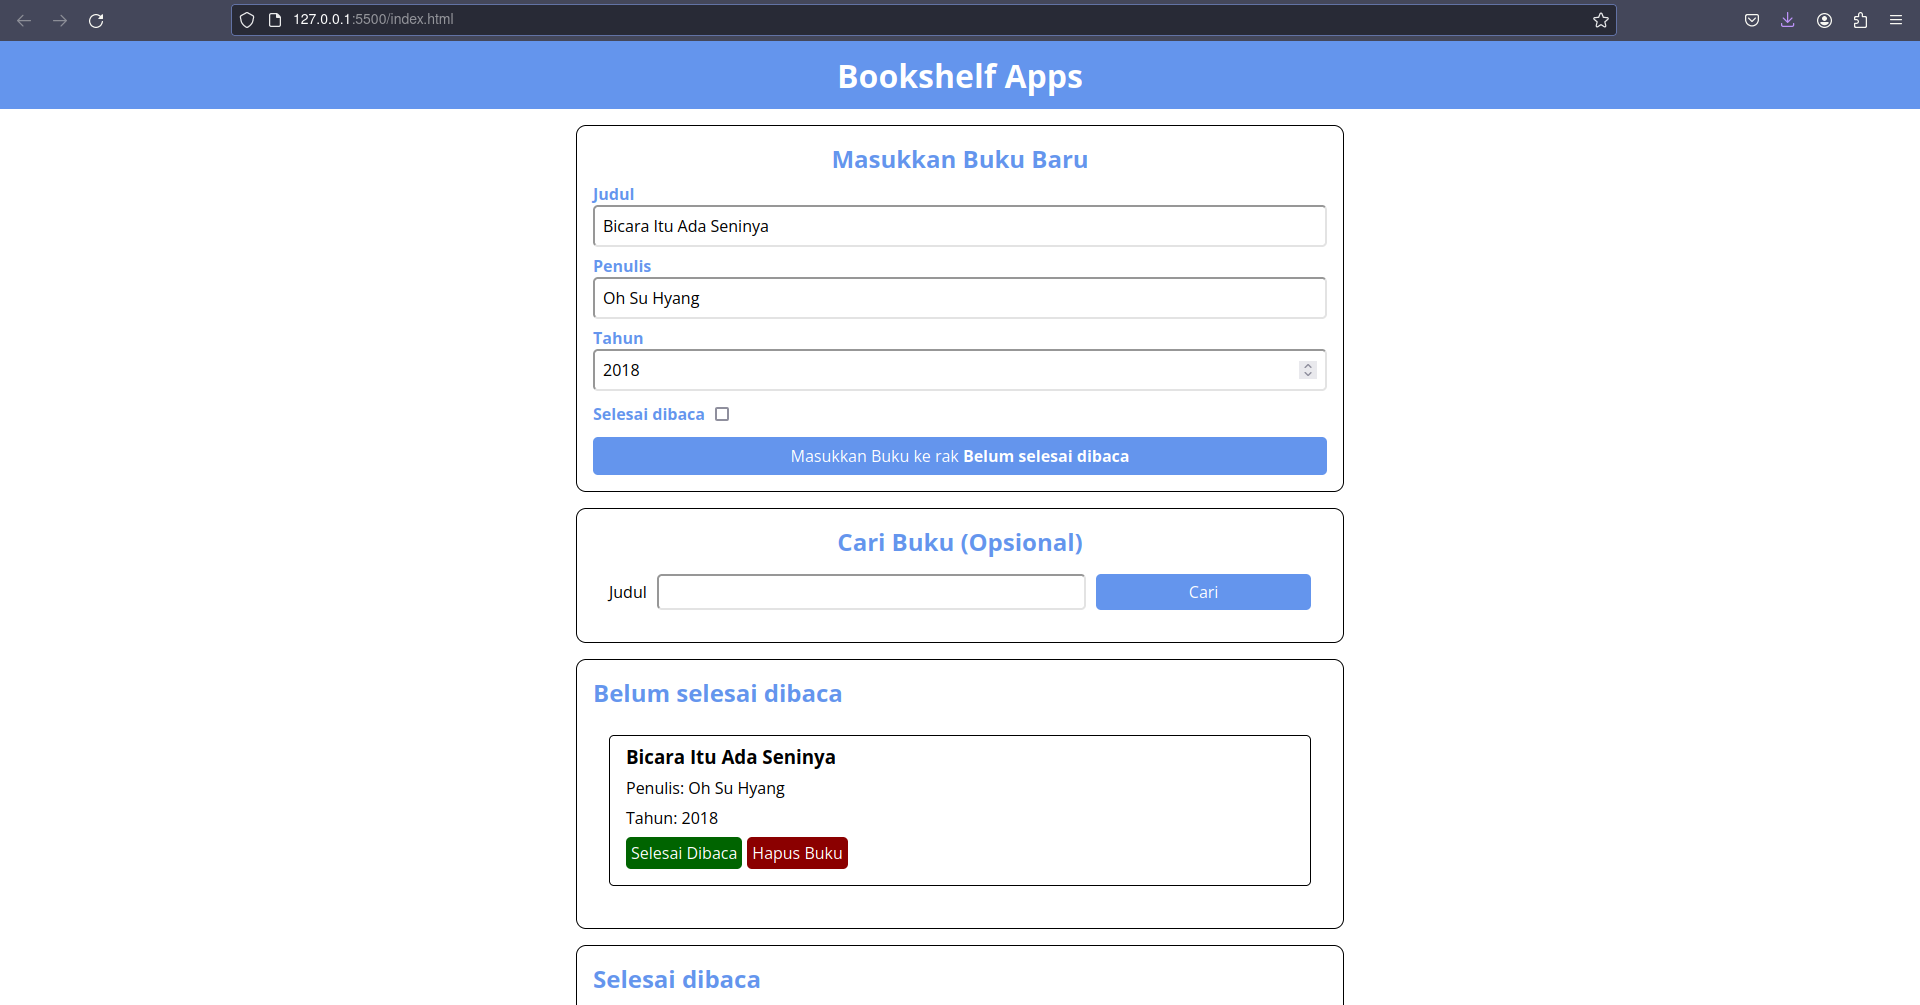 127.0.0.1:5500/index.html
Bookshelf Apps
Masukkan Buku Baru
Judul
Bicara Itu Ada Seninya
Penulis
Oh Su Hyang
Tahun
2018
Selesai dibaca
Masukkan Buku ke rak Belum selesai dibaca
Cari Buku (Opsional)
Judul
Cari
Belum selesai dibaca
Bicara Itu Ada Seninya
Penulis: Oh Su Hyang
Tahun: 2018
Selesai Dibaca Hapus Buku
Selesai dibaca